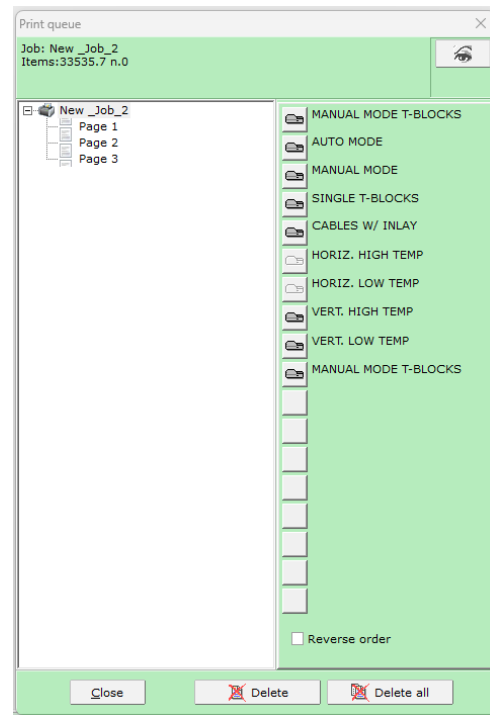 Print queue
Job: New _Job_2
Items:33535.7 n.0
New _Job_2
Page 1
Page 2
Page 3
MANUAL MODE T-BLOCKS
AUTO MODE
MANUAL MODE
SINGLE T-BLOCKS
CABLES W/ INLAY
HORIZ. HIGH TEMP
HORIZ. LOW TEMP
VERT. HIGH TEMP
VERT. LOW TEMP
MANUAL MODE T-BLOCKS
Reverse order
Close
Delete
Delete all